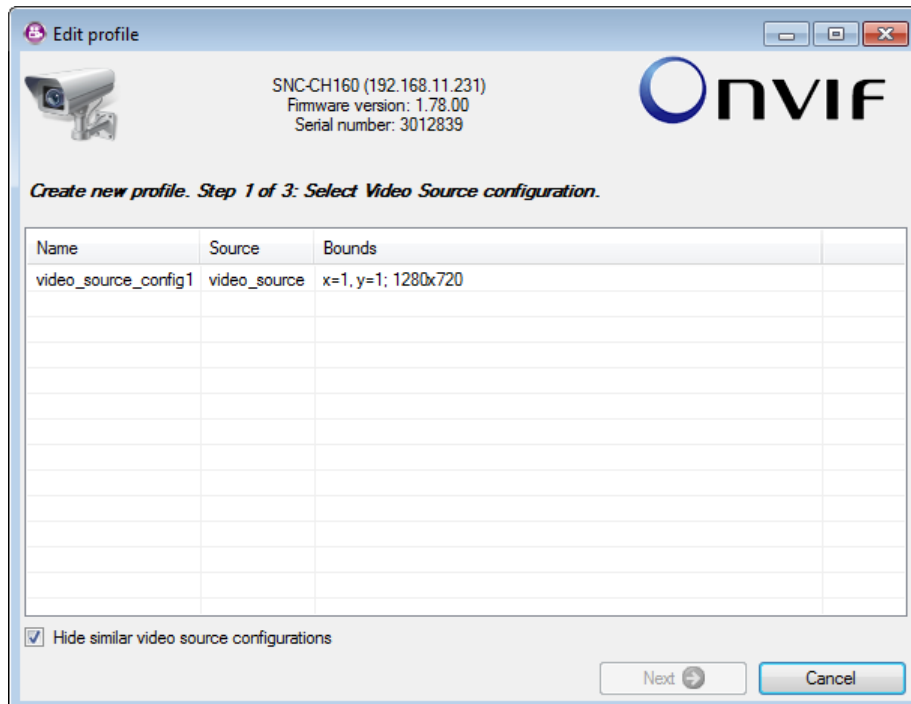 Edit profile
SNC-CH160 (192.168.11.231)
Firmware version: 1.78.00
Serial number: 3012839
ONVIF
Create new profile. Step 1 of 3: Select Video Source configuration.
Name Source Bounds
video_source_config1 video_source x=1, y=1; 1280x720
Hide similar video source configurations
Next Cancel